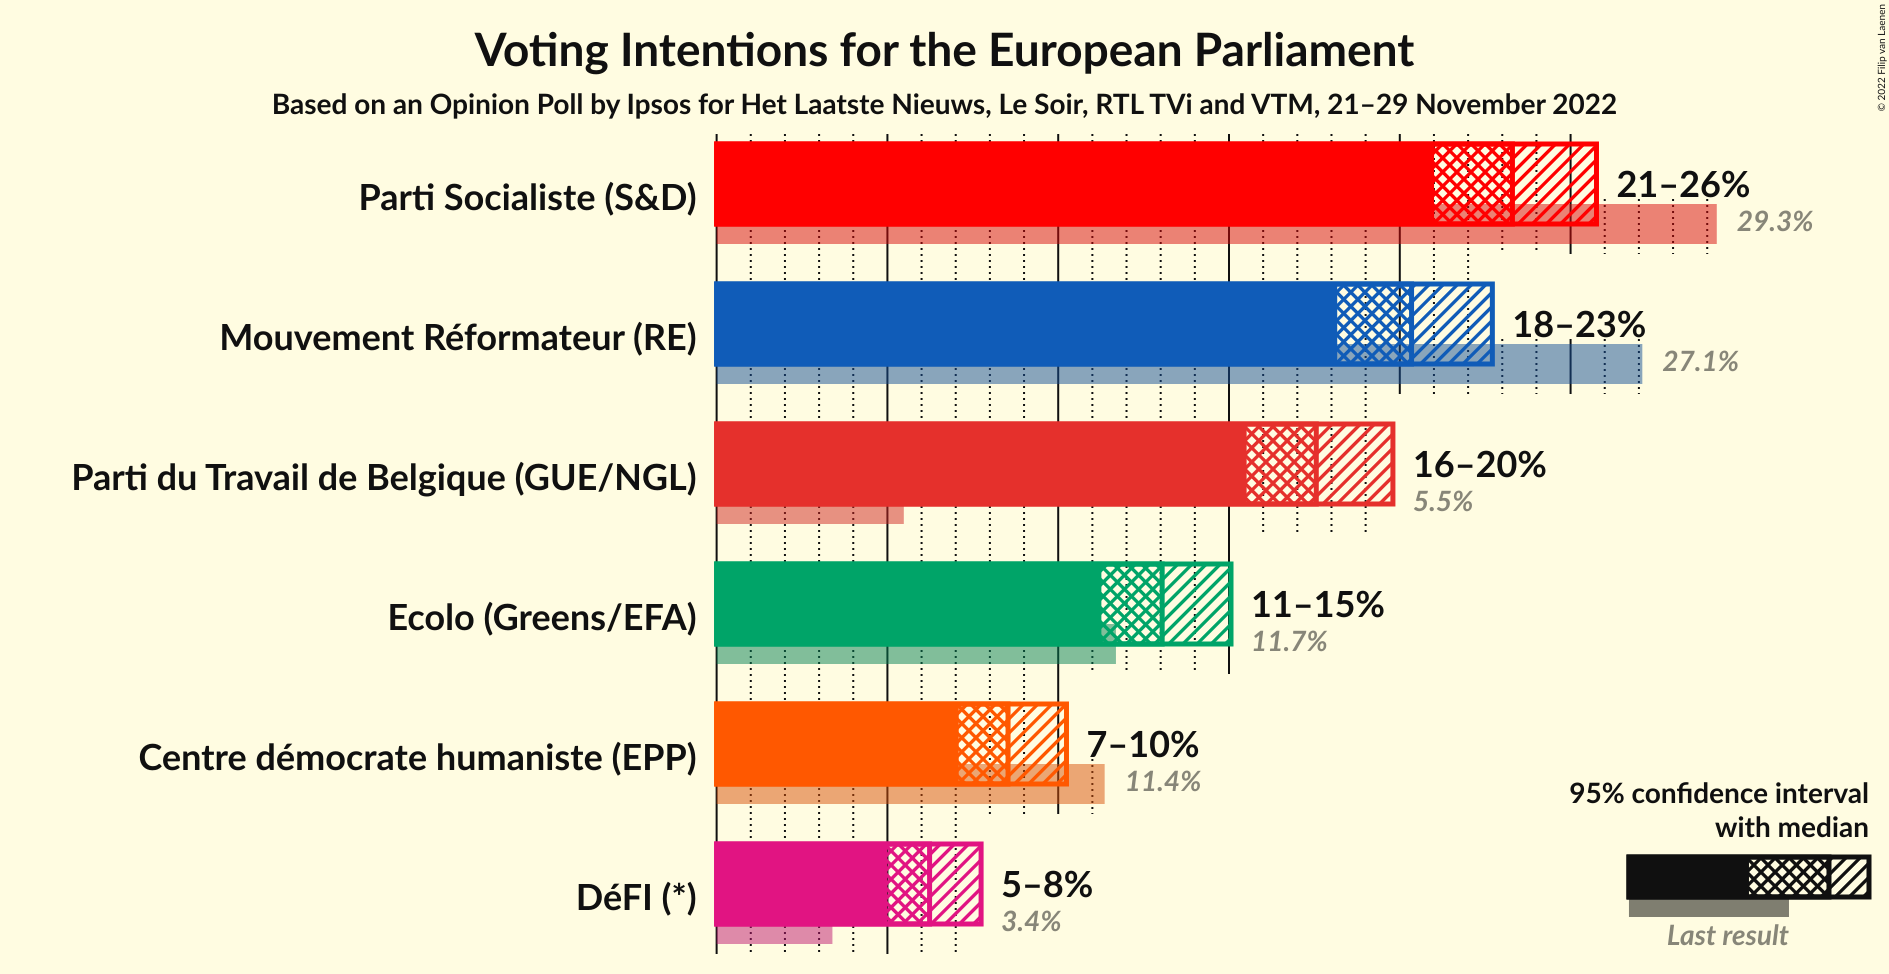 Voting Intentions for the European Parliament
Based on an Opinion Poll by Ipsos for Het Laatste Nieuws, Le Soir, RTL TVi and VTM, 21–29 November 2022
© 2022 Filip van Laenen
Parti Socialiste (S&D)
21–26%
29.3%
Mouvement Réformateur (RE)
18–23%
27.1%
Parti du Travail de Belgique (GUE/NGL)
16–20%
5.5%
Ecolo (Greens/EFA)
11–15%
11.7%
Centre démocrate humaniste (EPP)
7–10%
11.4%
DéFI (*)
5–8%
3.4%
95% confidence interval
with median
Last result